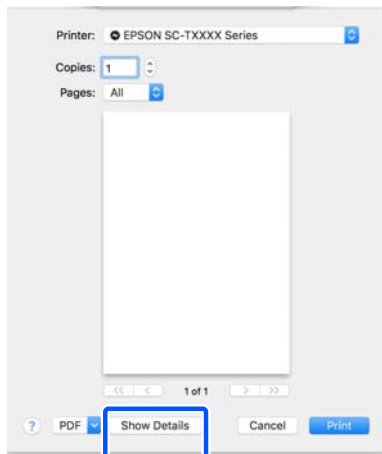 Printer: EPSON SC-TXXXX Series
Copies: 1
Pages: All
<< < 1 of 1 > >>
? PDF Show Details Cancel Print